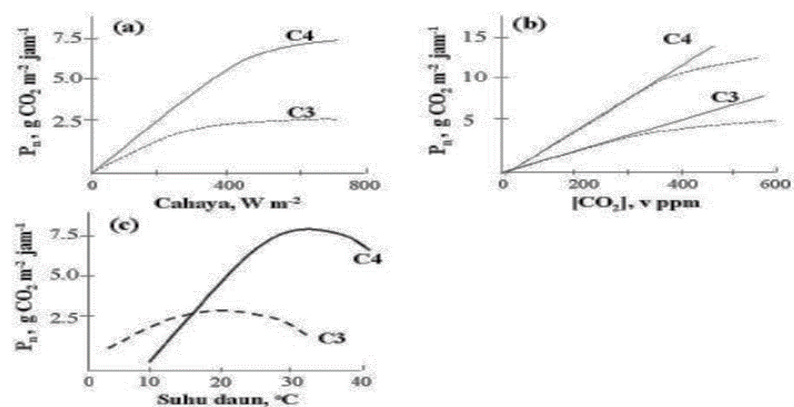 (a)
C4
C3
7.5
5.0
2.5
Pn, g CO2 m-2 jam-1
0
400
800
Cahaya, W m-2
(b)
C4
C3
15
10
5
Pn, g CO2 m-2 jam-1
0
200
400
600
[CO2], v ppm
(c)
C4
C3
7.5
5.0
2.5
Pn, g CO2 m-2 jam-1
0
10
20
30
40
Suhu daun, °C